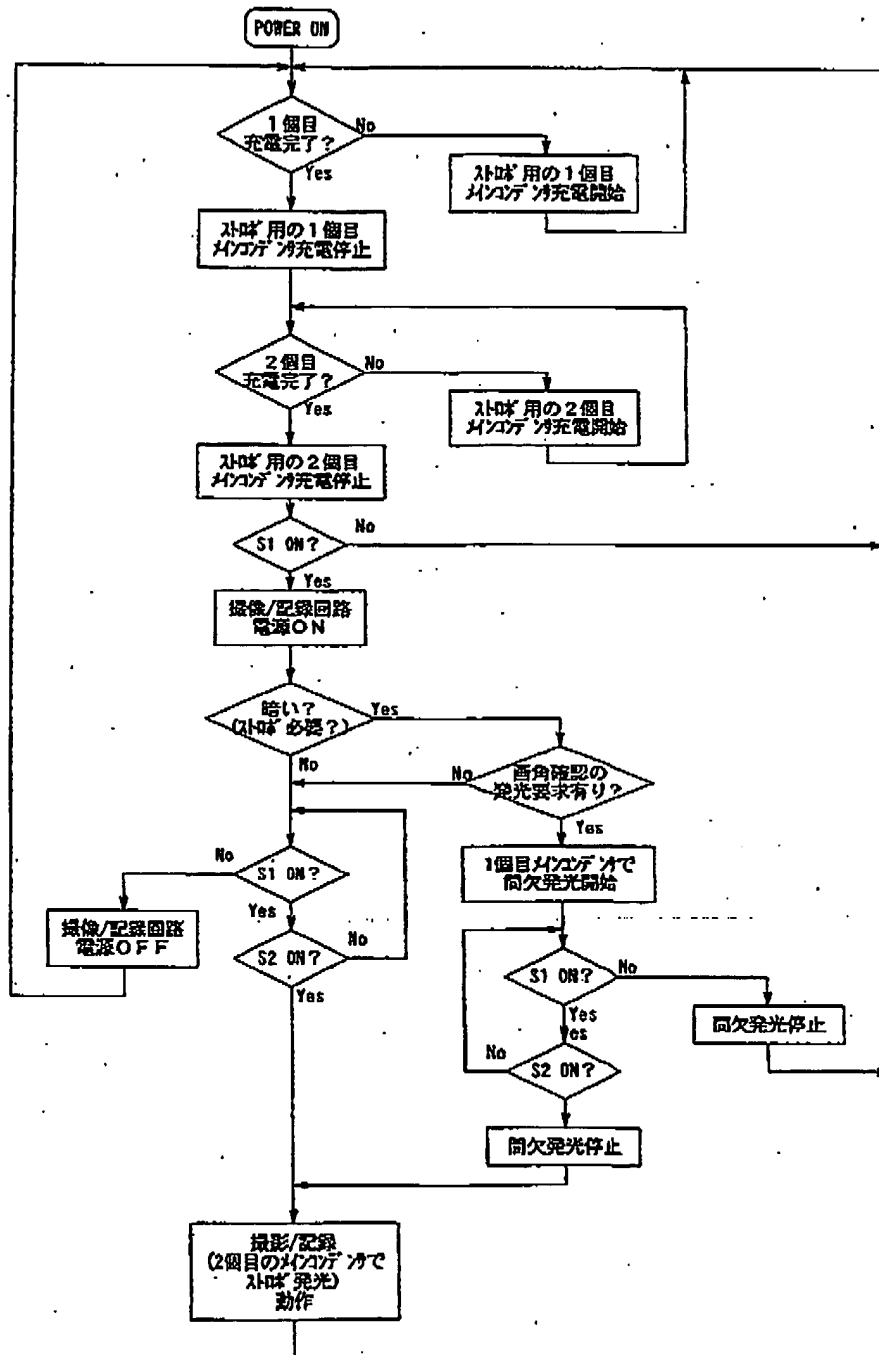 POWER ON
1個目
充電完了?
No
Yes
ストロボ用の1個目
メインコンデンサ充電開始
ストロボ用の1個目
メインコンデンサ充電停止
2個目
充電完了?
No
Yes
ストロボ用の2個目
メインコンデンサ充電開始
ストロボ用の2個目
メインコンデンサ充電停止
S1 ON?
No
Yes
撮像/記録回路
電源ON
暗い?
(ストロボ必要?)
Yes
No
画角確認の
発光要求有り?
No
Yes
1個目メインコンデンサで
間欠発光開始
S1 ON?
No
Yes
撮像/記録回路
電源OFF
S2 ON?
No
Yes
S1 ON?
No
Yes
es
間欠発光停止
S2 ON?
No
間欠発光停止
撮影/記録
(2個目のメインコンデンサで
ストロボ発光)
動作